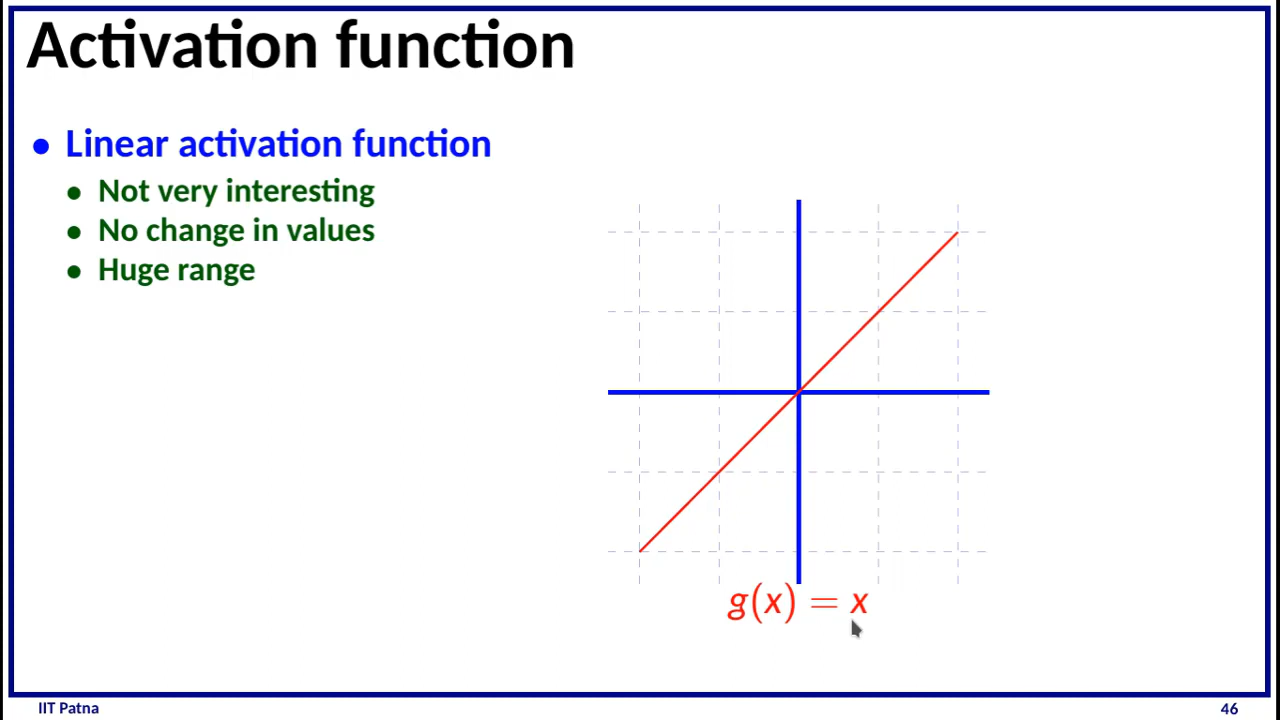 Activation function
• Linear activation function
• Not very interesting
• No change in values
• Huge range
g(x) = x
IIT Patna
46